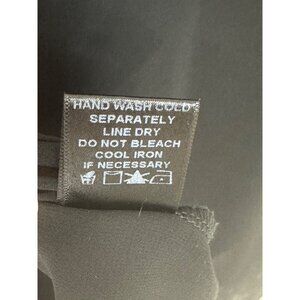 HAND WASH COLD
SEPARATELY
LINE DRY
DO NOT BLEACH
COOL IRON
IF NECESSARY